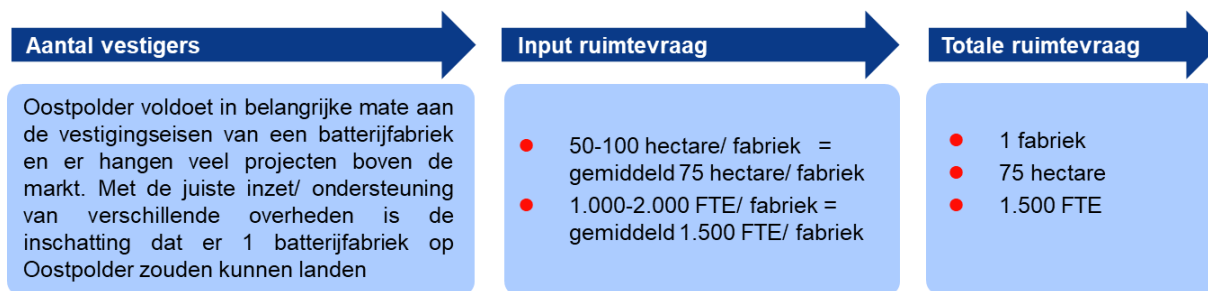 Aantal vestigers
Oostpolder voldoet in belangrijke mate aan
de vestigingseisen van een batterijfabriek
en er hangen veel projecten boven de
markt. Met de juiste inzet/ ondersteuning
van verschillende overheden is de
inschatting dat er 1 batterijfabriek op
Oostpolder zouden kunnen landen
Input ruimtevraag
50-100 hectare/ fabriek =
gemiddeld 75 hectare/ fabriek
1.000-2.000 FTE/ fabriek =
gemiddeld 1.500 FTE/ fabriek
Totale ruimtevraag
1 fabriek
75 hectare
1.500 FTE